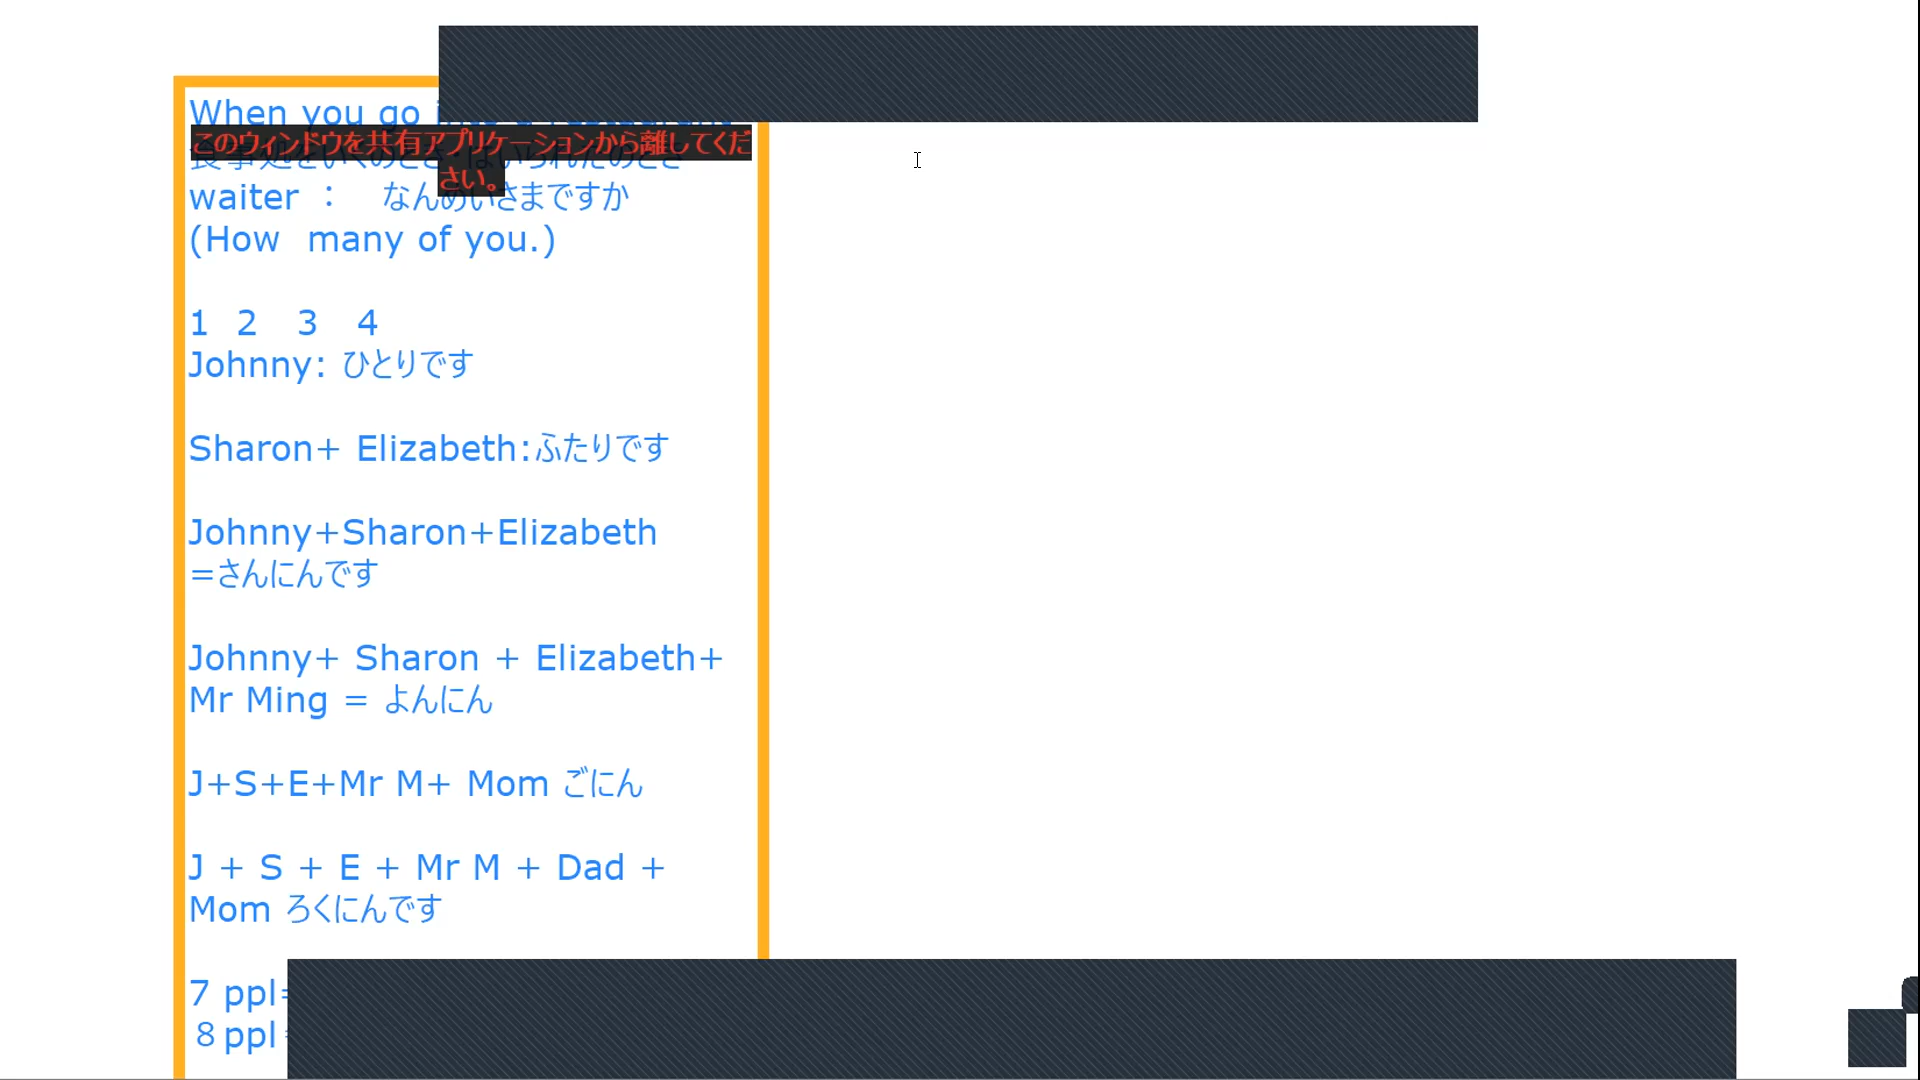 When you go
このウィンドウを共有アプリケーションから離してくだ
さい。
waiter ： なんめいさまですか
(How many of you.)
1 2 3 4
Johnny: ひとりです
Sharon+ Elizabeth:ふたりです
Johnny+Sharon+Elizabeth
=さんにんです
Johnny+ Sharon + Elizabeth+
Mr Ming = よんにん
J+S+E+Mr M+ Mom ごにん
J + S + E + Mr M + Dad +
Mom ろくにんです
7 ppl=
８ppl